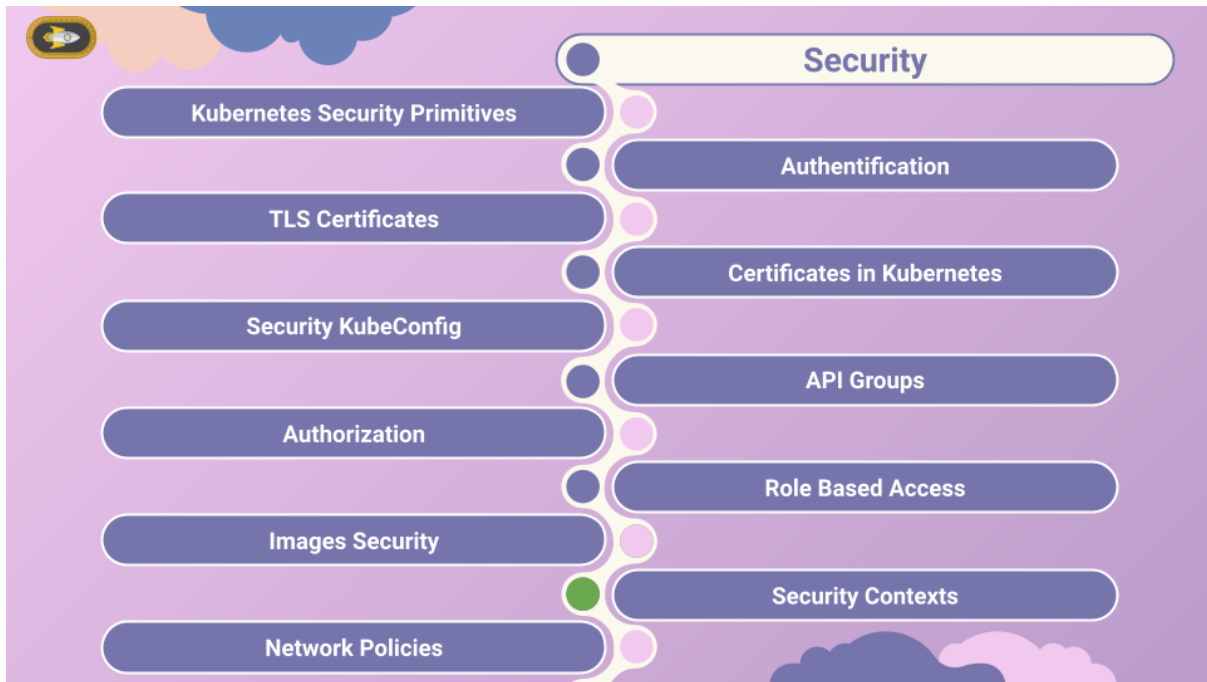 Security
Kubernetes Security Primitives
Authentification
TLS Certificates
Certificates in Kubernetes
Security KubeConfig
API Groups
Authorization
Role Based Access
Images Security
Security Contexts
Network Policies